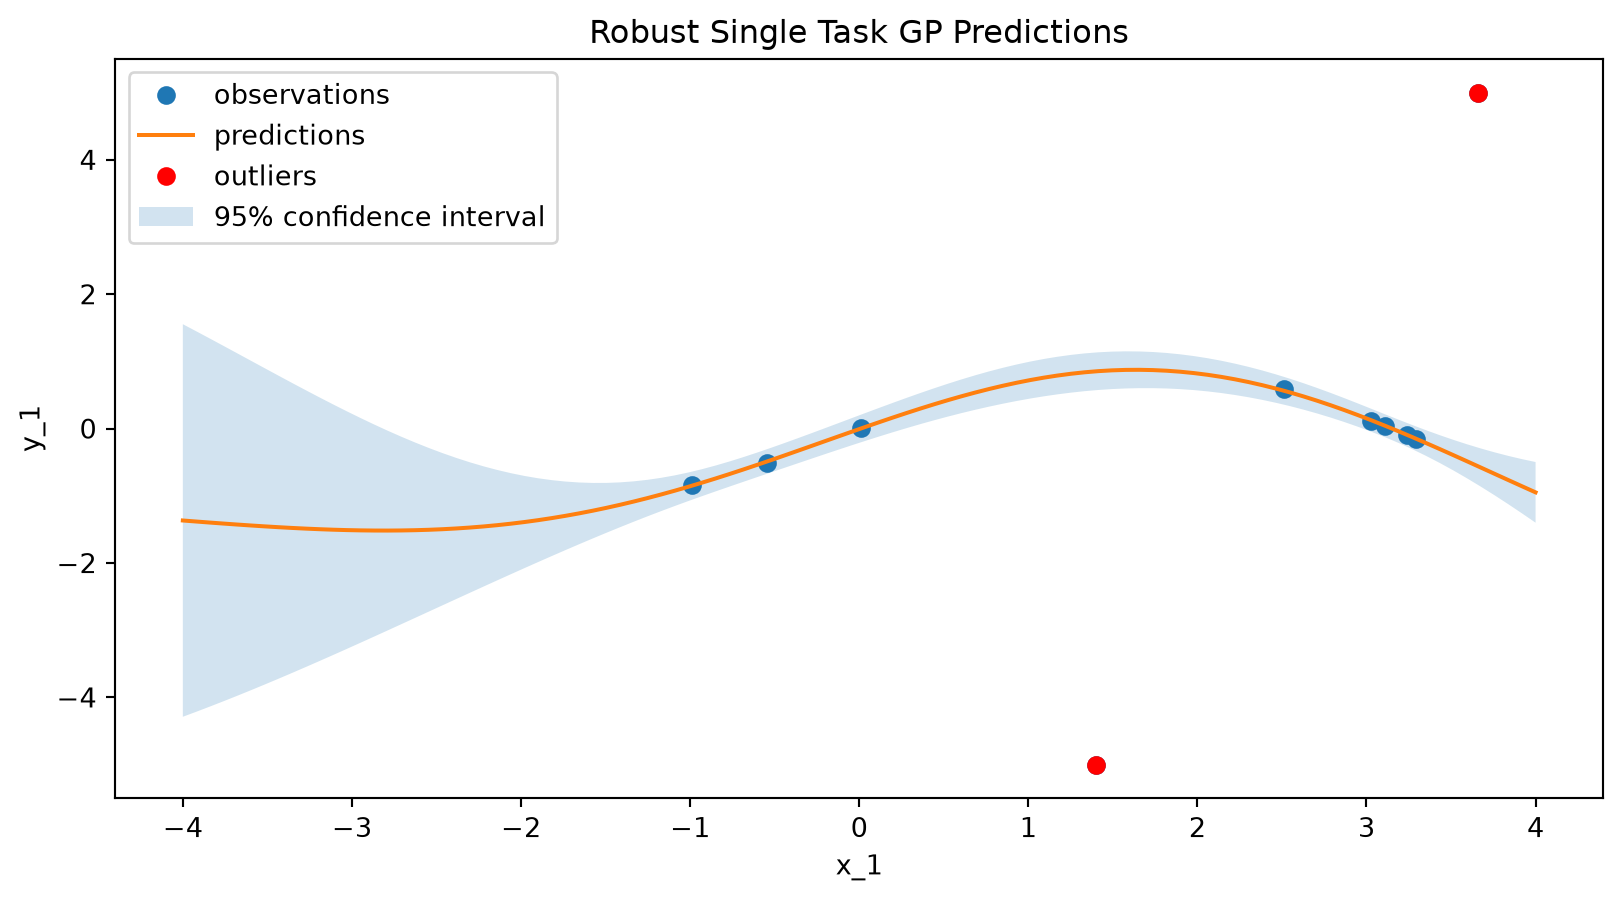 Robust Single Task GP Predictions
observations
predictions
outliers
95% confidence interval
4
2
0
−2
−4
y_1
−4
−3
−2
−1
0
1
2
3
4
x_1